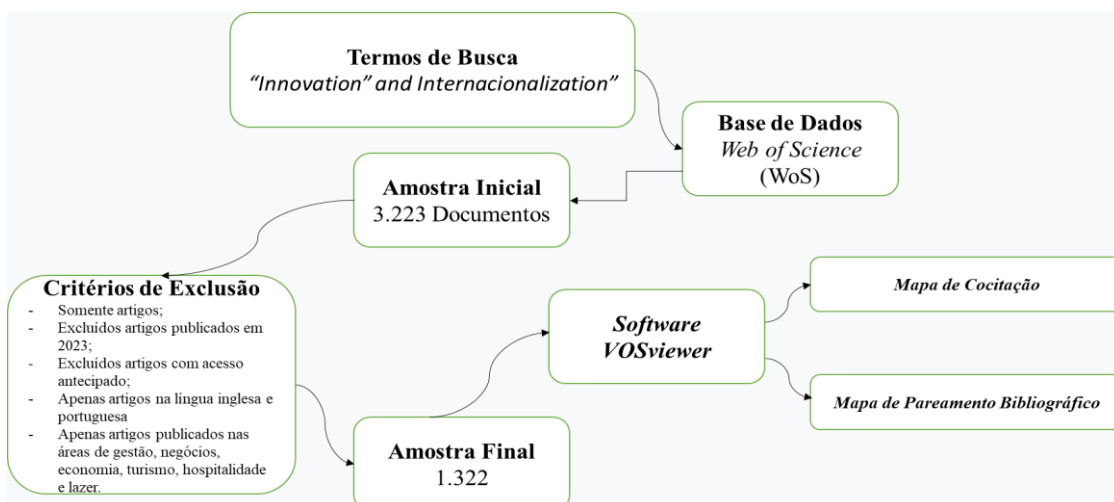 Termos de Busca
“Innovation” and Internacionalization”
Base de Dados
Web of Science
(WoS)
Amostra Inicial
3.223 Documentos
Critérios de Exclusão
- Somente artigos;
- Excluídos artigos publicados em
2023;
- Excluídos artigos com acesso
antecipado;
- Apenas artigos na língua inglesa e
portuguesa
- Apenas artigos publicados nas
áreas de gestão, negócios,
economia, turismo, hospitalidade
e lazer.
Amostra Final
1.322
Software
VOSviewer
Mapa de Cocitação
Mapa de Pareamento Bibliográfico